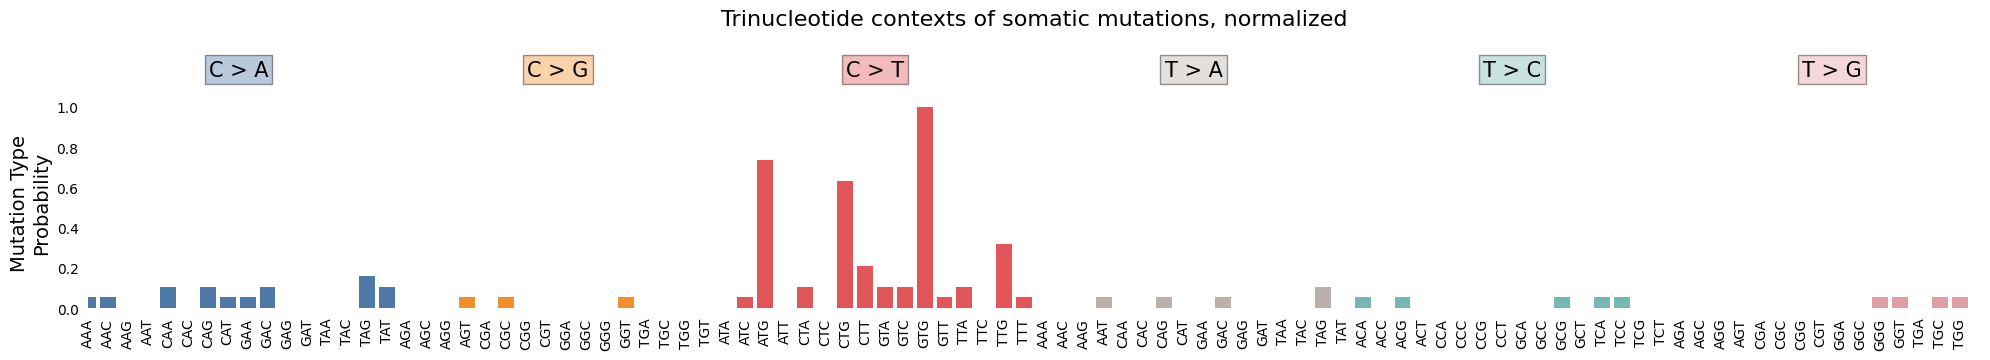 Trinucleotide contexts of somatic mutations, normalized
C > A
C > G
C > T
T > A
T > C
T > G
Mutation Type
Probability
1.0
0.8
0.6
0.4
0.2
0.0
AAA
AAC
AAG
AAT
CAA
CAC
CAG
CAT
GAA
GAC
GAG
GAT
TAA
TAC
TAG
TAT
AGA
AGC
AGG
AGT
CGA
CGC
CGG
CGT
GGA
GGC
GGG
GGT
TGA
TGC
TGG
TGT
ATA
ATC
ATG
ATT
CTA
CTC
CTG
CTT
GTA
GTC
GTG
GTT
TTA
TTC
TTG
TTT
AAA
AAC
AAG
AAT
CAA
CAC
CAG
CAT
GAA
GAC
GAG
GAT
TAA
TAC
TAG
TAT
ACA
ACC
ACG
ACT
CCA
CCC
CCG
CCT
GCA
GCC
GCG
GCT
TCA
TCC
TCG
TCT
AGA
AGC
AGG
AGT
CGA
CGC
CGG
CGT
GGA
GGC
GGG
GGT
TGA
TGC
TGG